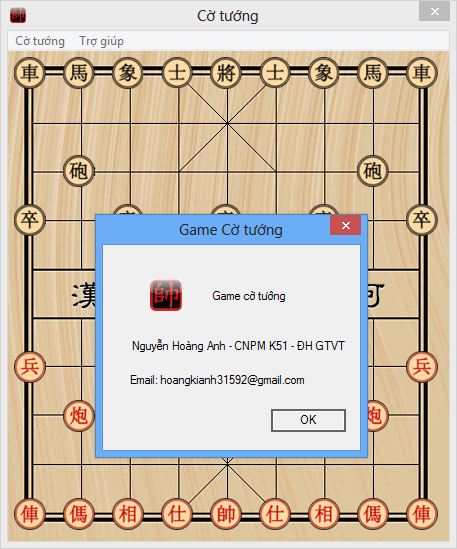 Cờ tướng
Cờ tướng Trợ giúp
車 馬 象 士 將 士 象 馬 車
砲 砲
卒 卒
Game Cờ tướng
漢 河
帥 Game cờ tướng
Nguyễn Hoàng Anh - CNPM K51 - ĐH GTVT
兵 兵
Email: hoangkianh31592@gmail.com
炮 炮
OK
俥 傌 相 仕 帥 仕 相 傌 俥